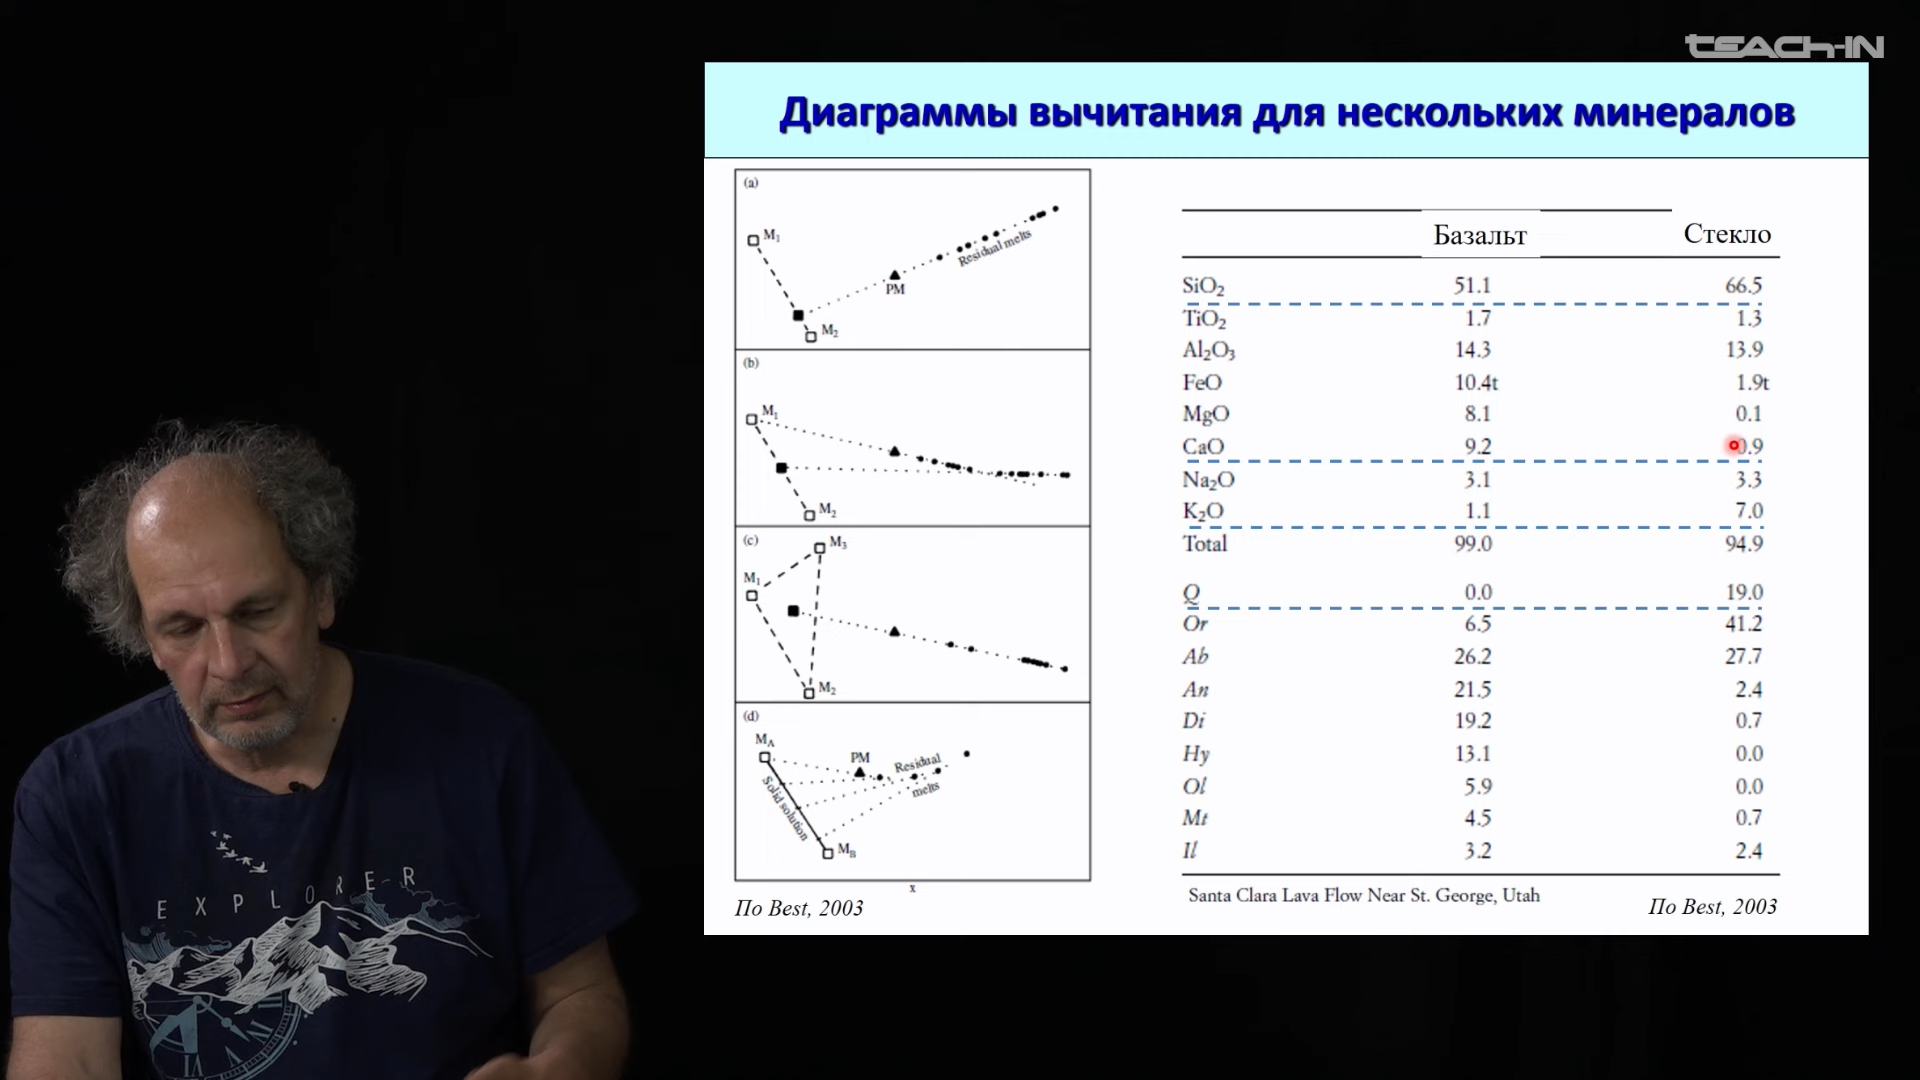 TEACH-IN
Диаграммы вычитания для нескольких минералов
(a)
M1
Residual melts
PM
M2
(b)
M1
M2
(c)
M3
M1
M2
(d)
MA
PM
Residual
melts
Solid solution
MB
x
По Best, 2003
Базальт Стекло
SiO2 51.1 66.5
TiO2 1.7 1.3
Al2O3 14.3 13.9
FeO 10.4t 1.9t
MgO 8.1 0.1
CaO 9.2 0.9
Na2O 3.1 3.3
K2O 1.1 7.0
Total 99.0 94.9
Q 0.0 19.0
Or 6.5 41.2
Ab 26.2 27.7
An 21.5 2.4
Di 19.2 0.7
Hy 13.1 0.0
Ol 5.9 0.0
Mt 4.5 0.7
Il 3.2 2.4
Santa Clara Lava Flow Near St. George, Utah
По Best, 2003
EXPLORER
VI
III